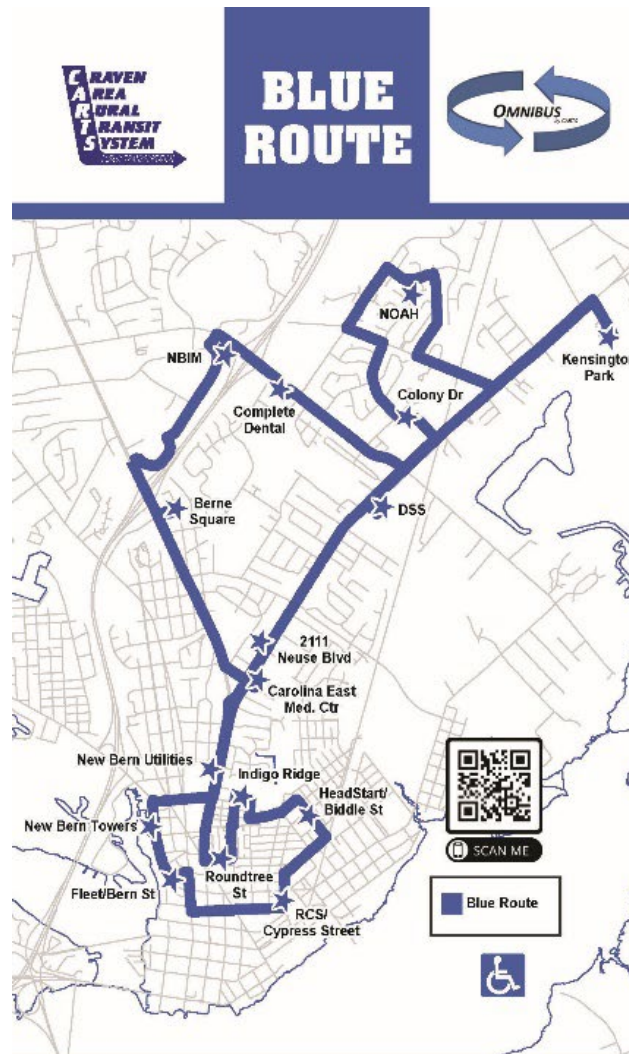 CRAVEN
AREA
RURAL
TRANSIT
SYSTEM
BLUE
ROUTE
OMNIBUS
NOAH
NBIM
Kensington
Park
Complete
Dental
Colony Dr
Berne
Square
DSS
2111
Neuse Blvd
Carolina East
Med. Ctr
New Bern Utilities
Indigo Ridge
HeadStart/
Biddle St
New Bern Towers
Roundtree
St
Fleet/Bern St
RCS/
Cypress Street
SCAN ME
Blue Route